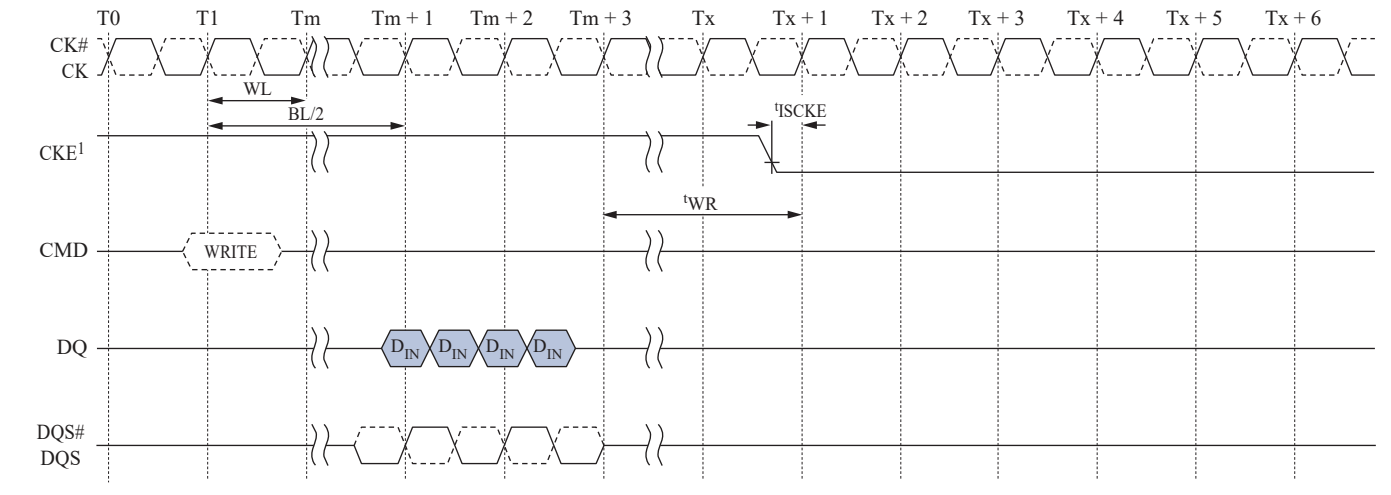 T0 T1 Tm Tm + 1 Tm + 2 Tm + 3 Tx Tx + 1 Tx + 2 Tx + 3 Tx + 4 Tx + 5 Tx + 6
CK#
CK
WL
BL/2
tISCKE
CKE1
tWR
CMD WRITE
DQ DIN DIN DIN DIN
DQS#
DQS